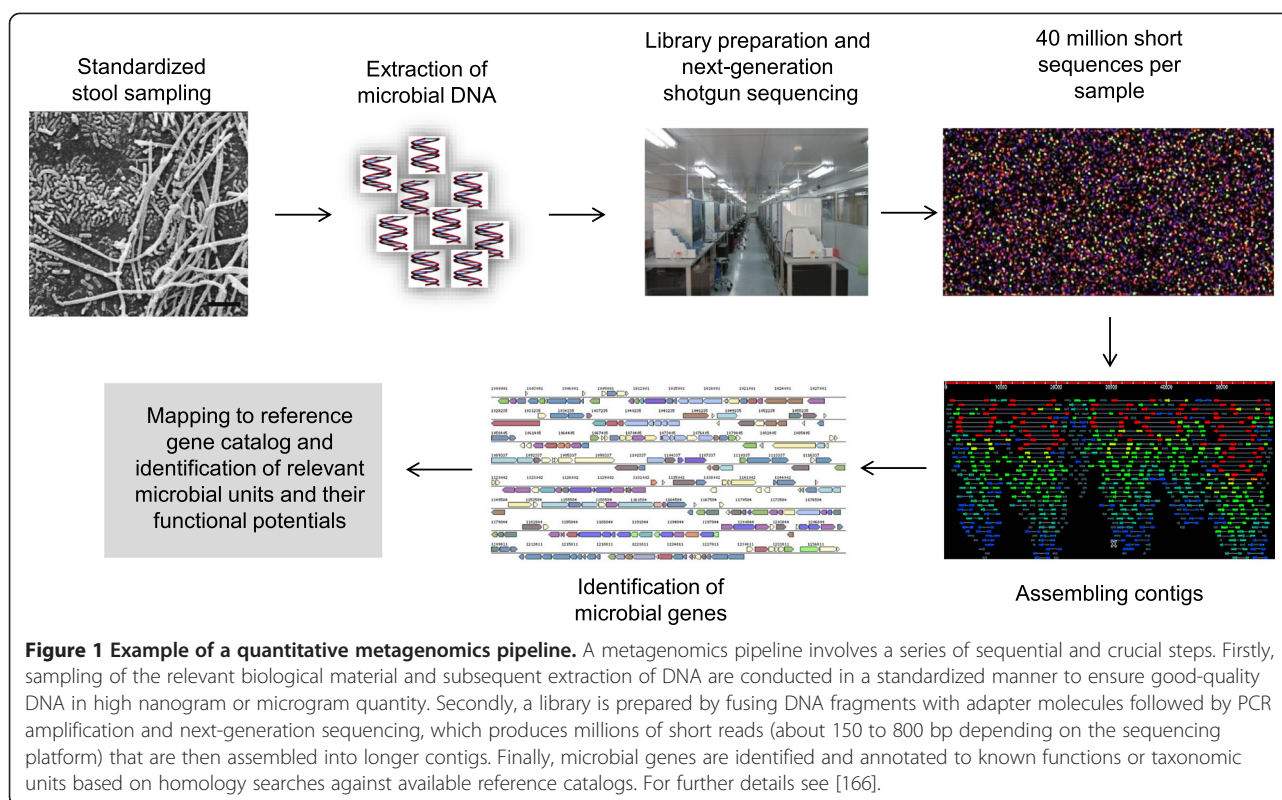 Standardized
stool sampling
Extraction of
microbial DNA
Library preparation and
next-generation
shotgun sequencing
40 million short
sequences per
sample
Assembling contigs
Identification of
microbial genes
Mapping to reference
gene catalog and
identification of relevant
microbial units and their
functional potentials
Figure 1 Example of a quantitative metagenomics pipeline. A metagenomics pipeline involves a series of sequential and crucial steps. Firstly,
sampling of the relevant biological material and subsequent extraction of DNA are conducted in a standardized manner to ensure good-quality
DNA in high nanogram or microgram quantity. Secondly, a library is prepared by fusing DNA fragments with adapter molecules followed by PCR
amplification and next-generation sequencing, which produces millions of short reads (about 150 to 800 bp depending on the sequencing
platform) that are then assembled into longer contigs. Finally, microbial genes are identified and annotated to known functions or taxonomic
units based on homology searches against available reference catalogs. For further details see [166].